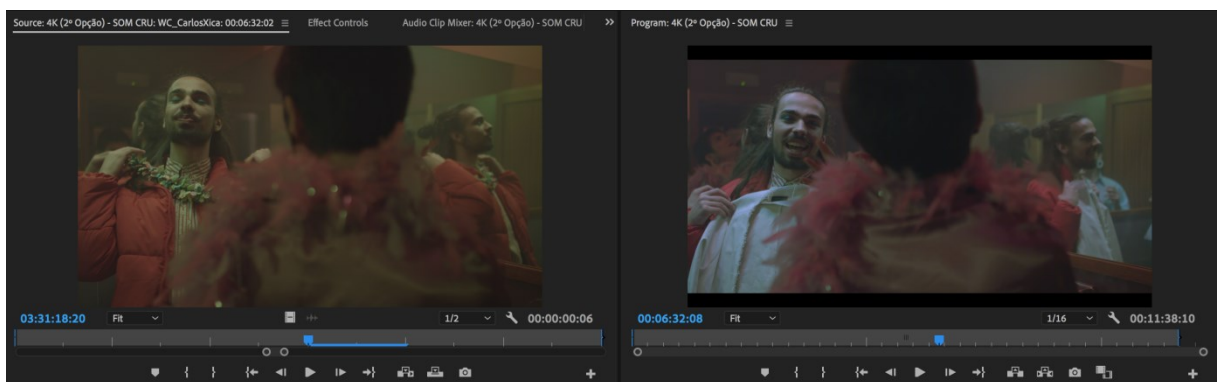 Source: 4K (2º Opção) - SOM CRU: WC_CarlosXica: 00:06:32:02
Effect Controls
Audio Clip Mixer: 4K (2º Opção) - SOM CRU
Program: 4K (2º Opção) - SOM CRU
03:31:18:20
Fit
1/2
00:00:00:06
00:06:32:08
Fit
1/16
00:11:38:10